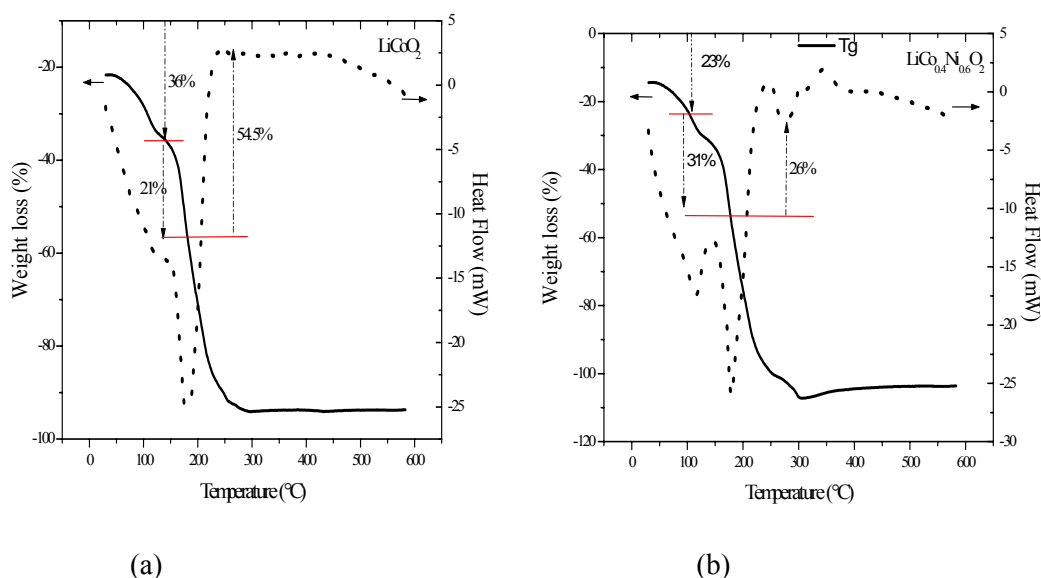 LiCoO2
36%
54.5%
21%
Weight loss (%)
-20
-40
-60
-80
-100
5
0
-5
-10
-15
-20
-25
Heat Flow (mW)
0 100 200 300 400 500 600
Temperature (°C)
(a)
Tg
LiCo0.4Ni0.6O2
23%
31%
26%
Weight loss (%)
0
-20
-40
-60
-80
-100
-120
5
0
-5
-10
-15
-20
-25
-30
Heat Flow (mW)
0 100 200 300 400 500 600
Temperature (°C)
(b)